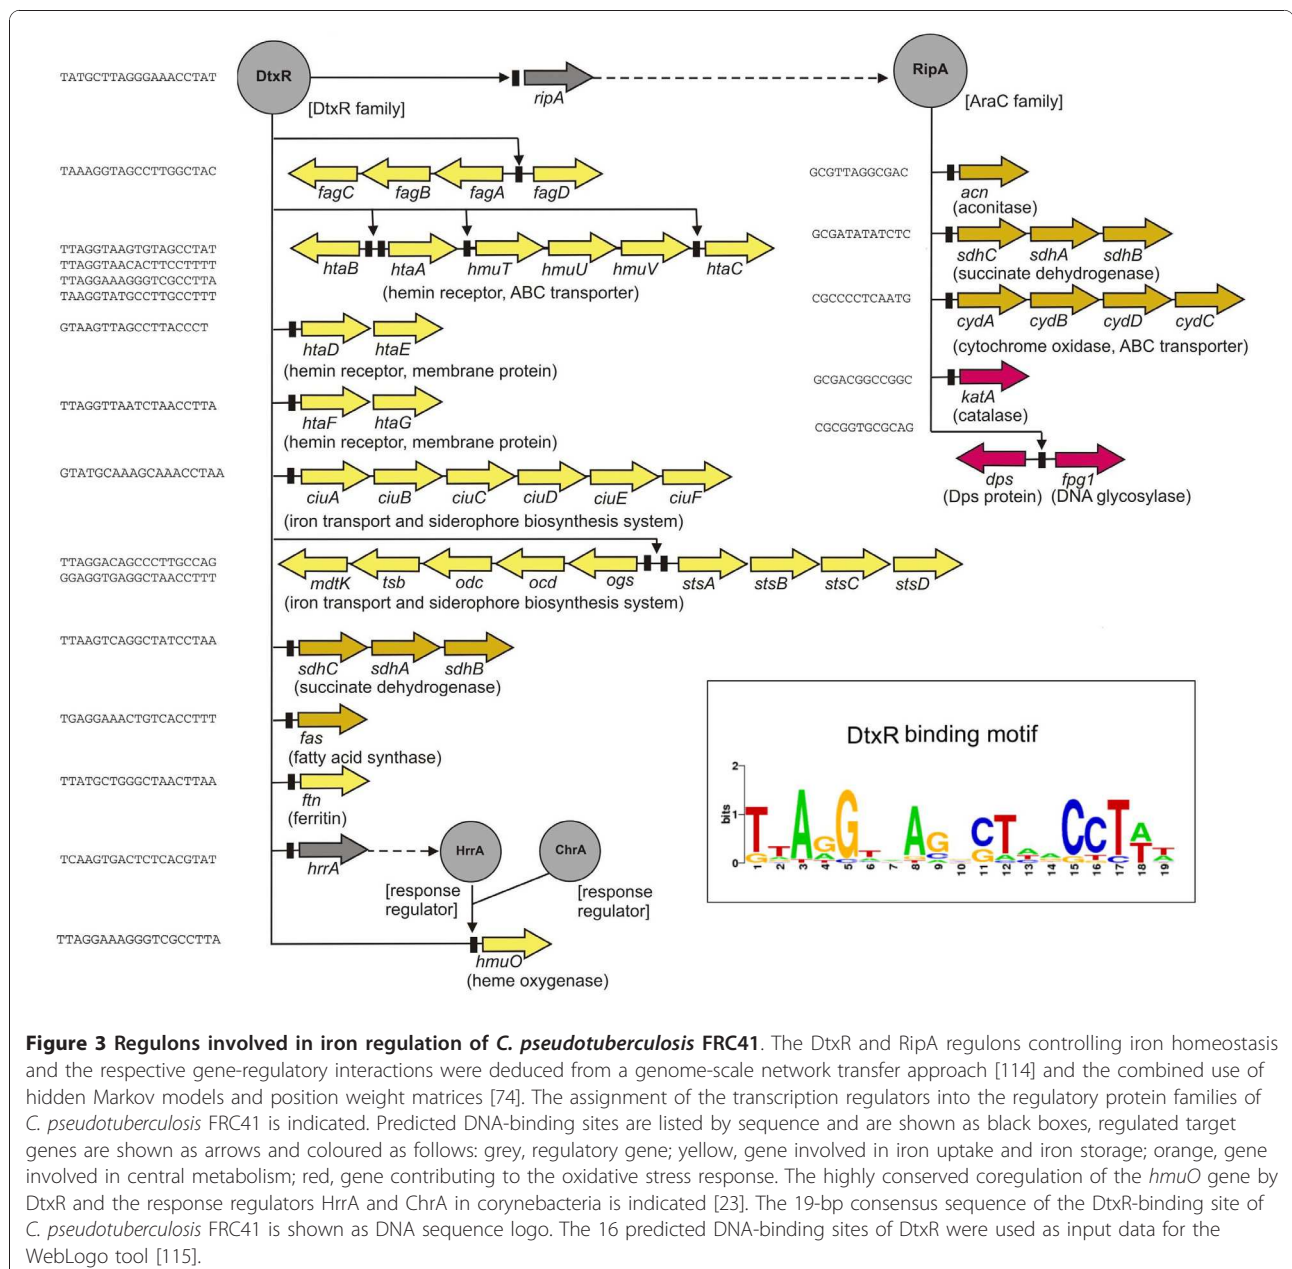 TATGCTTAGGGAAACCTAT
DtxR
[DtxR family]
ripA
RipA
[AraC family]
TAAAGGTAGCCTTGGCTAC
fagC fagB fagA fagD
TTAGGTAAGTGTAGCCTAT
TTAGGTAACACTTCCTTTT
TTAGGAAAGGGTCGCCTTA
TAAGGTATGCCTTGCCTTT
htaB htaA hmuT hmuU hmuV htaC
(hemin receptor, ABC transporter)
GTAAGTTAGCCTTACCCT
htaD htaE
(hemin receptor, membrane protein)
TTAGGTTAATCTAACCTTA
htaF htaG
(hemin receptor, membrane protein)
GTATGCAAAGCAAACCTAA
ciuA ciuB ciuC ciuD ciuE ciuF
(iron transport and siderophore biosynthesis system)
TTAGGACAGCCCTTGCCAG
GGAGGTGAGGCTAACCTTT
mdtK tsb odc ocd ogs stsA stsB stsC stsD
(iron transport and siderophore biosynthesis system)
TTAAGTCAGGCTATCCTAA
sdhC sdhA sdhB
(succinate dehydrogenase)
TGAGGAAACTGTCACCTTT
fas
(fatty acid synthase)
TTATGCTGGGCTAACTTAA
ftn
(ferritin)
TCAAGTGACTCTCACGTAT
hrrA
HrrA
ChrA
[response
regulator]
[response
regulator]
TTAGGAAAGGGTCGCCTTA
hmuO
(heme oxygenase)
GCGTTAGGCGAC
acn
(aconitase)
GCGATATATCTC
sdhC sdhA sdhB
(succinate dehydrogenase)
CGCCCCTCAATG
cydA cydB cydD cydC
(cytochrome oxidase, ABC transporter)
GCGACGGCCGGC
katA
(catalase)
CGCGGTGCGCAG
dps fpg1
(Dps protein) (DNA glycosylase)
DtxR binding motif
2
1
0
bits
1 2 3 4 5 6 7 8 9 10 11 12 13 14 15 16 17 18 19
Figure 3 Regulons involved in iron regulation of C. pseudotuberculosis FRC41. The DtxR and RipA regulons controlling iron homeostasis
and the respective gene-regulatory interactions were deduced from a genome-scale network transfer approach [114] and the combined use of
hidden Markov models and position weight matrices [74]. The assignment of the transcription regulators into the regulatory protein families of
C. pseudotuberculosis FRC41 is indicated. Predicted DNA-binding sites are listed by sequence and are shown as black boxes, regulated target
genes are shown as arrows and coloured as follows: grey, regulatory gene; yellow, gene involved in iron uptake and iron storage; orange, gene
involved in central metabolism; red, gene contributing to the oxidative stress response. The highly conserved coregulation of the hmuO gene by
DtxR and the response regulators HrrA and ChrA in corynebacteria is indicated [23]. The 19-bp consensus sequence of the DtxR-binding site of
C. pseudotuberculosis FRC41 is shown as DNA sequence logo. The 16 predicted DNA-binding sites of DtxR were used as input data for the
WebLogo tool [115].